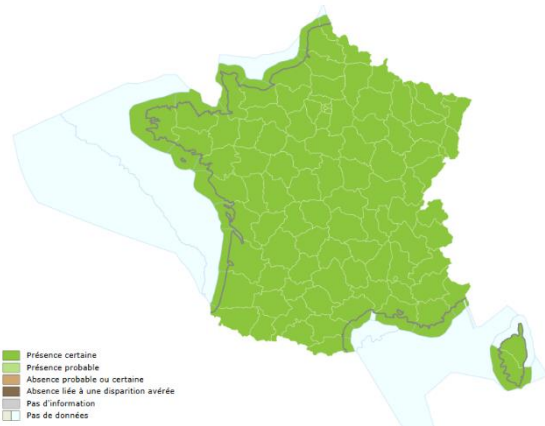 Présence certaine
Présence probable
Absence probable ou certaine
Absence liée à une disparition avérée
Pas d'information
Pas de données